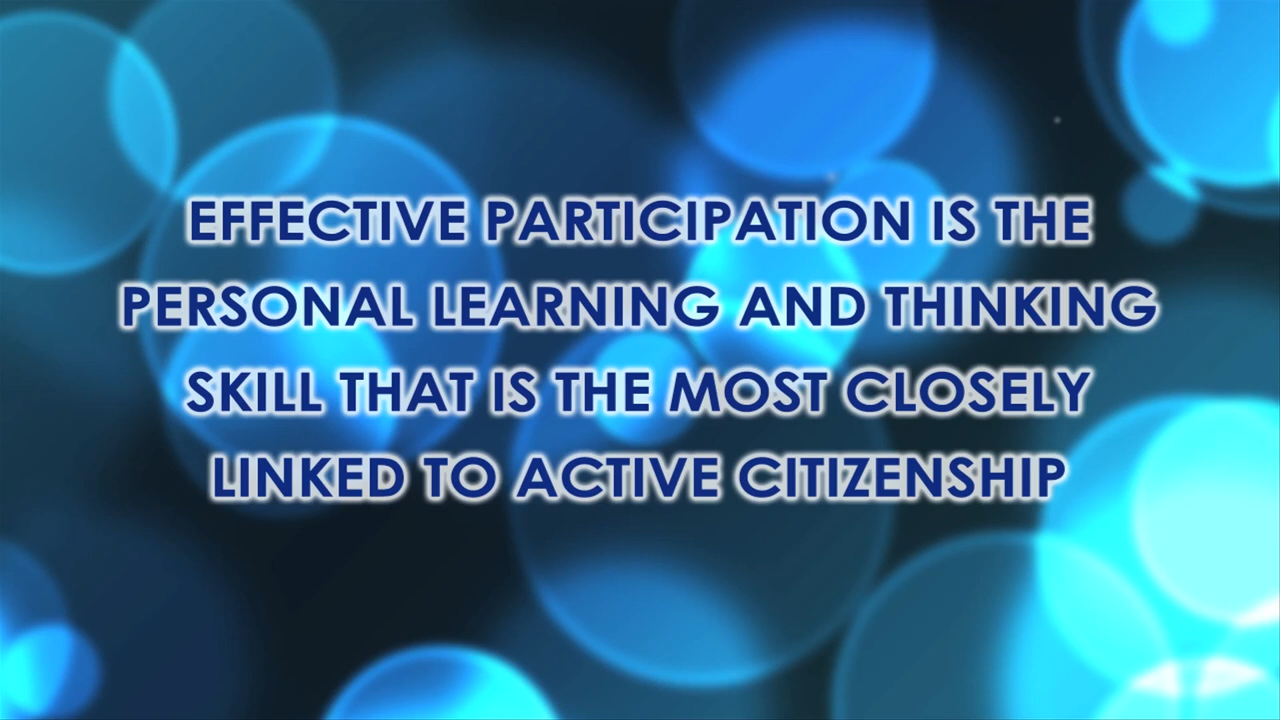 EFFECTIVE PARTICIPATION IS THE
PERSONAL LEARNING AND THINKING
SKILL THAT IS THE MOST CLOSELY
LINKED TO ACTIVE CITIZENSHIP